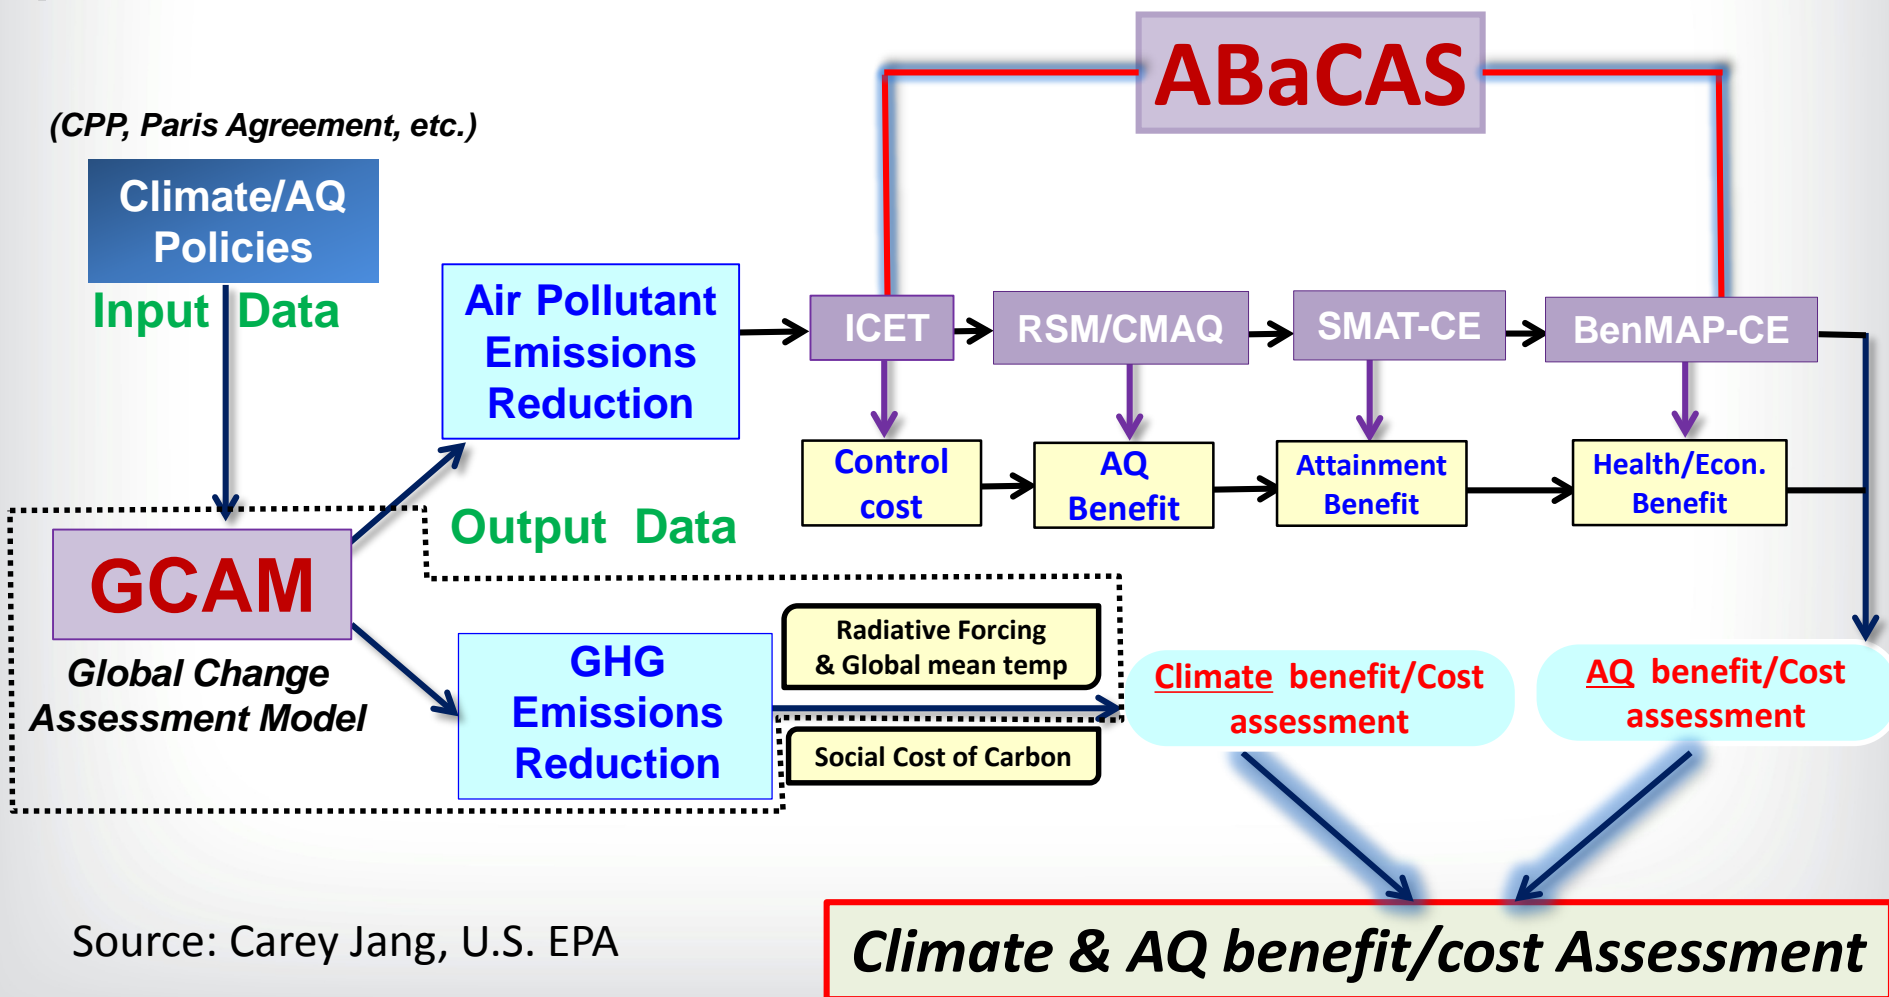 ABaCAS
(CPP, Paris Agreement, etc.)
Climate/AQ
Policies
Input Data
Air Pollutant
Emissions
Reduction
ICET
RSM/CMAQ
SMAT-CE
BenMAP-CE
Control
cost
AQ
Benefit
Attainment
Benefit
Health/Econ.
Benefit
Output Data
GCAM
Global Change
Assessment Model
GHG
Emissions
Reduction
Radiative Forcing
& Global mean temp
Social Cost of Carbon
Climate benefit/Cost
assessment
AQ benefit/Cost
assessment
Source: Carey Jang, U.S. EPA
Climate & AQ benefit/cost Assessment